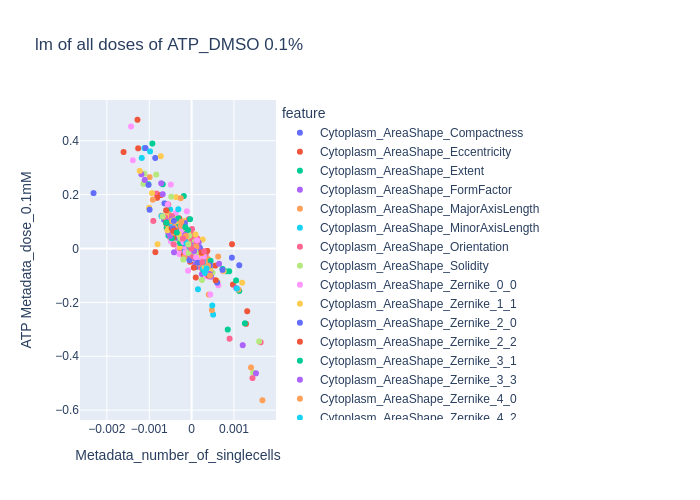 lm of all doses of ATP_DMSO 0.1%
feature
Cytoplasm_AreaShape_Compactness
Cytoplasm_AreaShape_Eccentricity
Cytoplasm_AreaShape_Extent
Cytoplasm_AreaShape_FormFactor
Cytoplasm_AreaShape_MajorAxisLength
Cytoplasm_AreaShape_MinorAxisLength
Cytoplasm_AreaShape_Orientation
Cytoplasm_AreaShape_Solidity
Cytoplasm_AreaShape_Zernike_0_0
Cytoplasm_AreaShape_Zernike_1_1
Cytoplasm_AreaShape_Zernike_2_0
Cytoplasm_AreaShape_Zernike_2_2
Cytoplasm_AreaShape_Zernike_3_1
Cytoplasm_AreaShape_Zernike_3_3
Cytoplasm_AreaShape_Zernike_4_0
Cytoplasm_AreaShape_Zernike_4_2
ATP Metadata_dose_0.1mM
0.4
0.2
0
−0.2
−0.4
−0.6
−0.002 −0.001 0 0.001
Metadata_number_of_singlecells